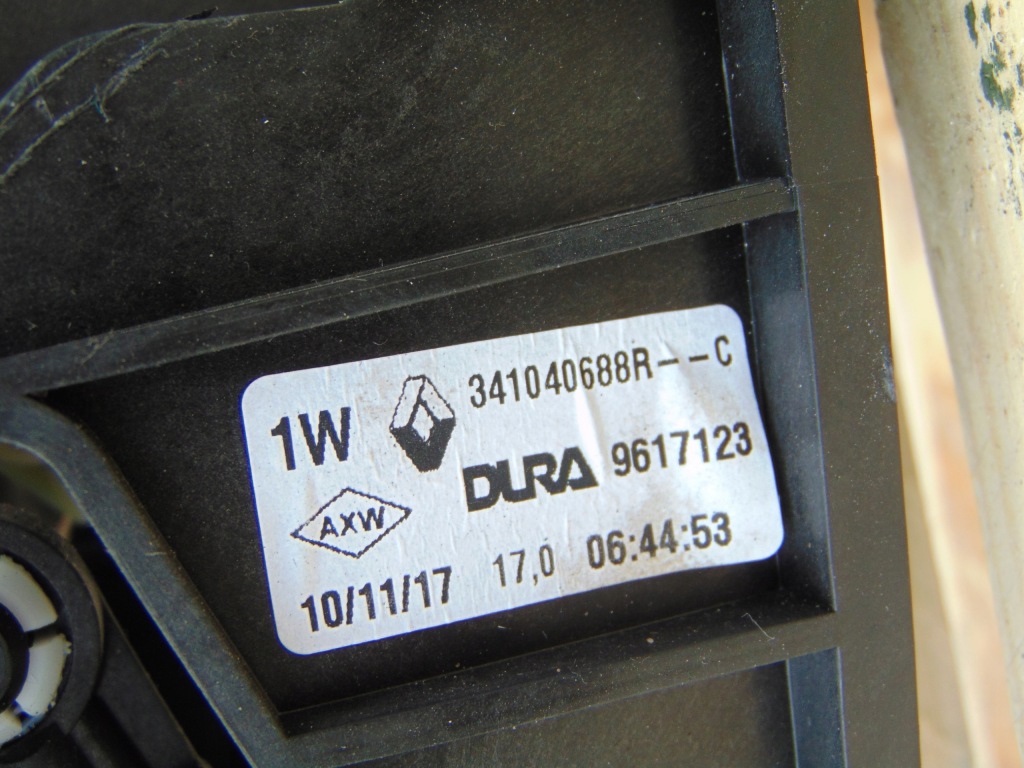 1W 341040688R--C
DURA 9617123
AXW
10/11/17 17,0 06:44:53